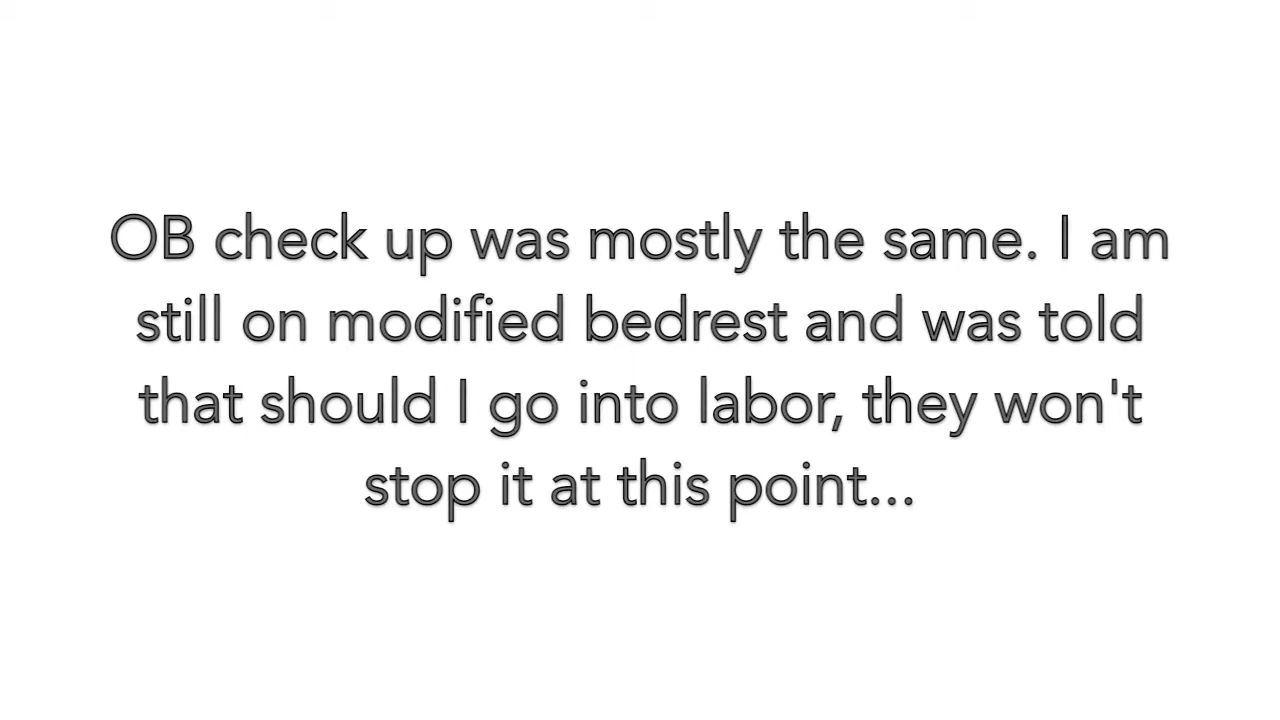 OB check up was mostly the same. I am
still on modified bedrest and was told
that should I go into labor, they won't
stop it at this point...